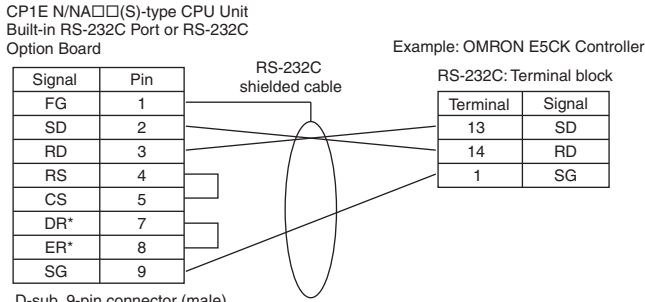 CP1E N/NA□□(S)-type CPU Unit
Built-in RS-232C Port or RS-232C
Option Board
Example: OMRON E5CK Controller
RS-232C
shielded cable
RS-232C: Terminal block
Signal Pin
FG 1
SD 2
RD 3
RS 4
CS 5
DR* 7
ER* 8
SG 9
Terminal Signal
13 SD
14 RD
1 SG
D-sub, 9-pin connector (male)